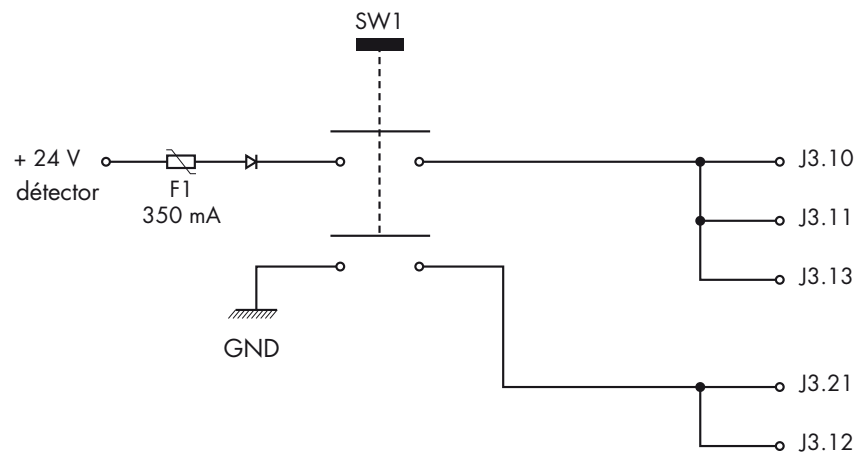 SW1
+ 24 V
détector
F1
350 mA
J3.10
J3.11
J3.13
GND
J3.21
J3.12